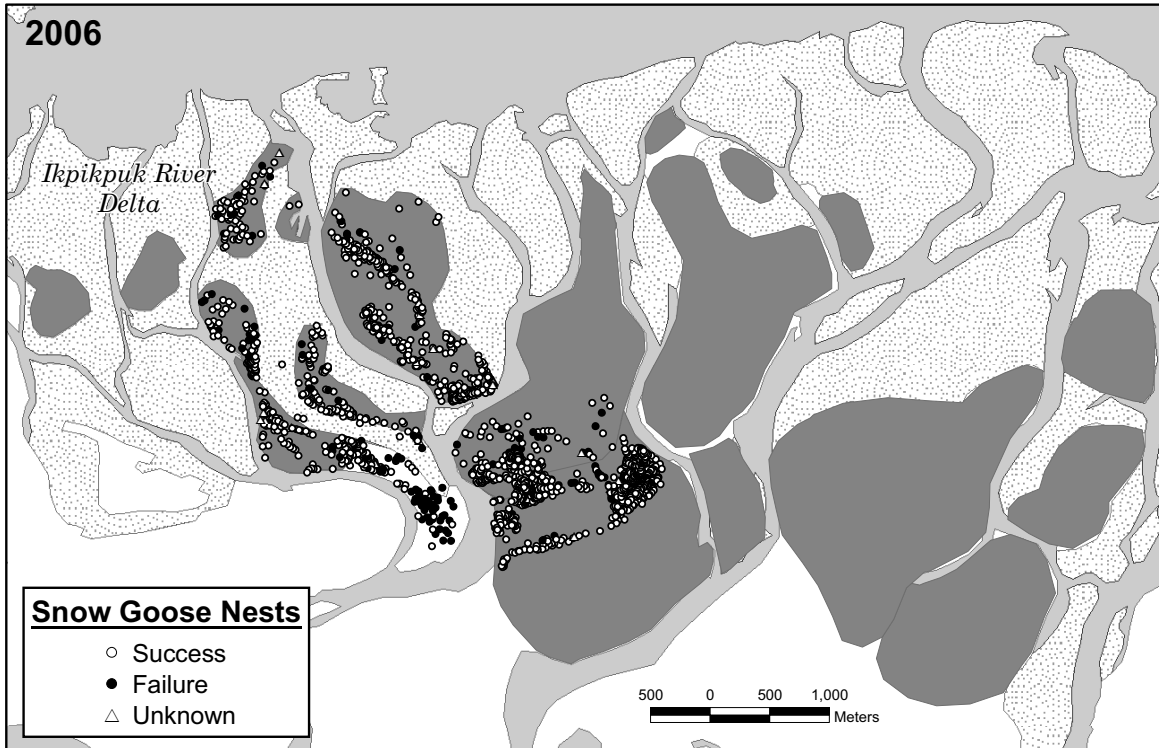 2006
Ikpikpuk River
Delta
Snow Goose Nests
Success
Failure
Unknown
500 0 500 1,000
Meters